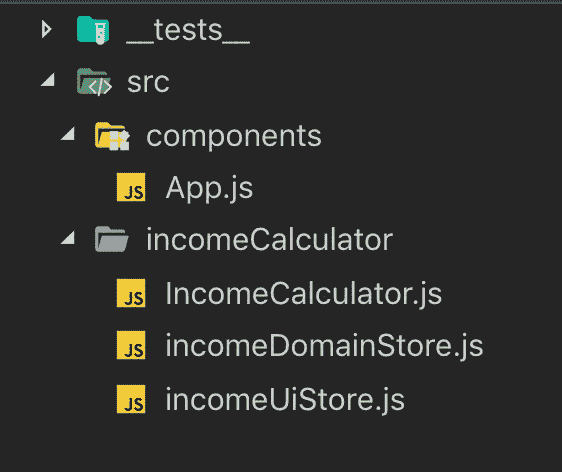 __tests__
src
components
JS App.js
incomeCalculator
JS IncomeCalculator.js
JS incomeDomainStore.js
JS incomeUiStore.js